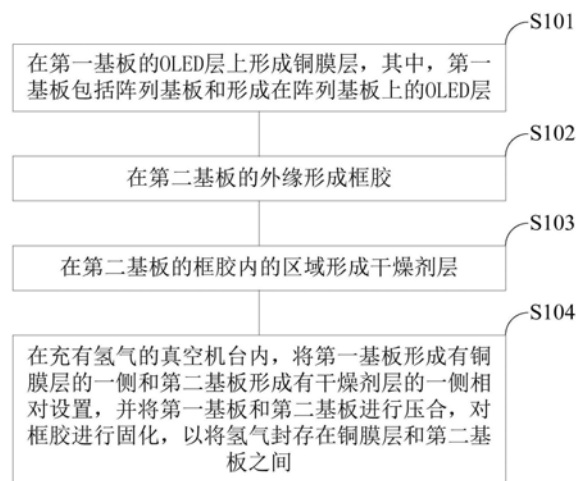 S101
在第一基板的OLED层上形成铜膜层，其中，第一
基板包括阵列基板和形成在阵列基板上的OLED层
S102
在第二基板的外缘形成框胶
S103
在第二基板的框胶内的区域形成干燥剂层
S104
在充有氢气的真空机台内，将第一基板形成有铜
膜层的一侧和第二基板形成有干燥剂层的一侧相
对设置，并将第一基板和第二基板进行压合，对
框胶进行固化，以将氢气封存在铜膜层和第二基
板之间